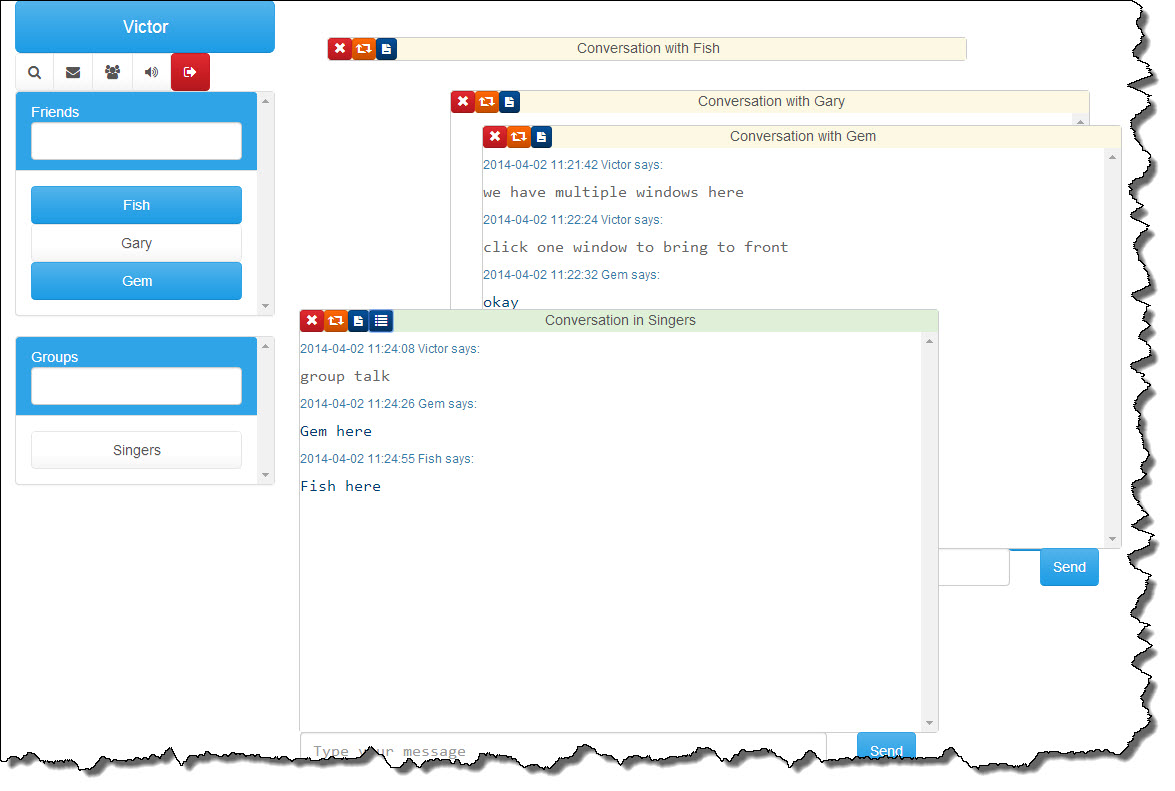 Victor
Friends
Fish
Gary
Gem
Groups
Singers
Conversation with Fish
Conversation with Gary
Conversation with Gem
2014-04-02 11:21:42 Victor says:
we have multiple windows here
2014-04-02 11:22:24 Victor says:
click one window to bring to front
2014-04-02 11:22:32 Gem says:
okay
Send
Conversation in Singers
2014-04-02 11:24:08 Victor says:
group talk
2014-04-02 11:24:26 Gem says:
Gem here
2014-04-02 11:24:55 Fish says:
Fish here
Type your message
Send